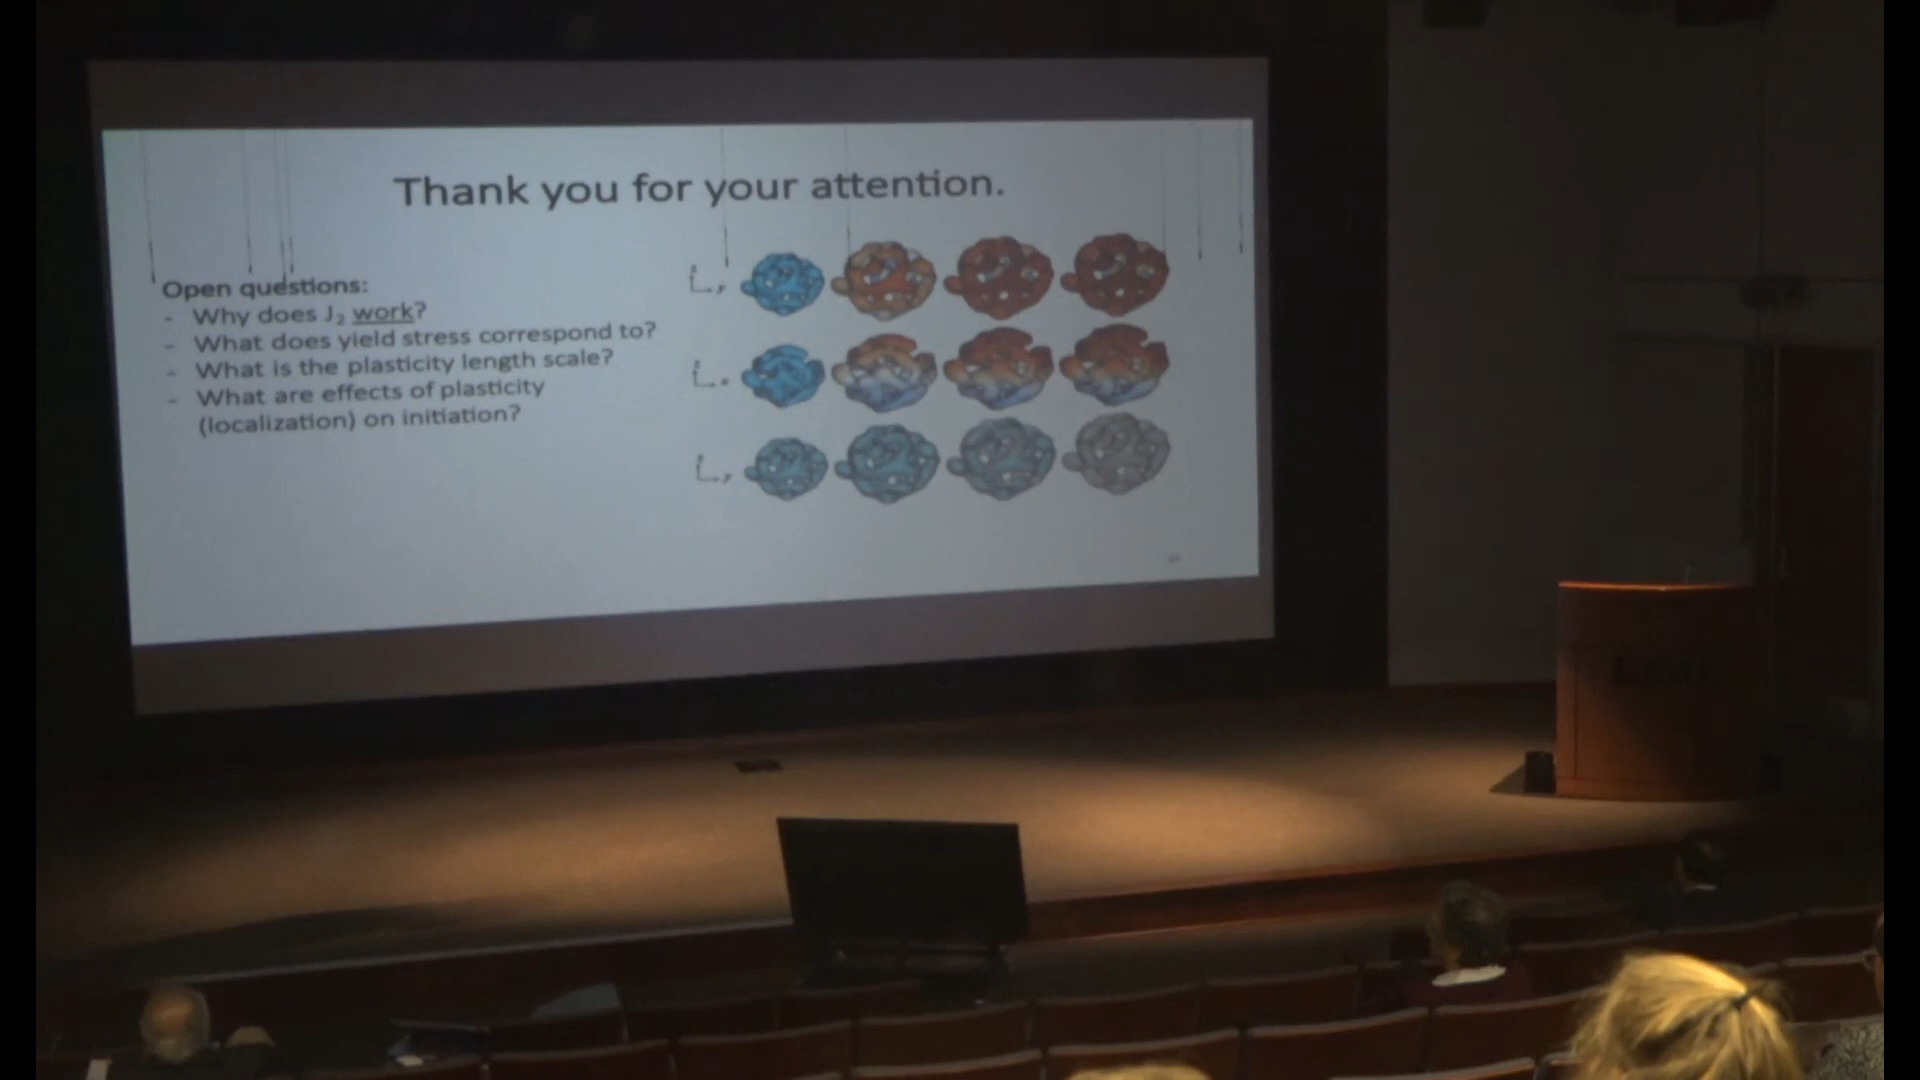 Thank you for your attention.
Open questions:
- Why does J₂ work?
- What does yield stress correspond to?
- What is the plasticity length scale?
- What are effects of plasticity
(localization) on initiation?